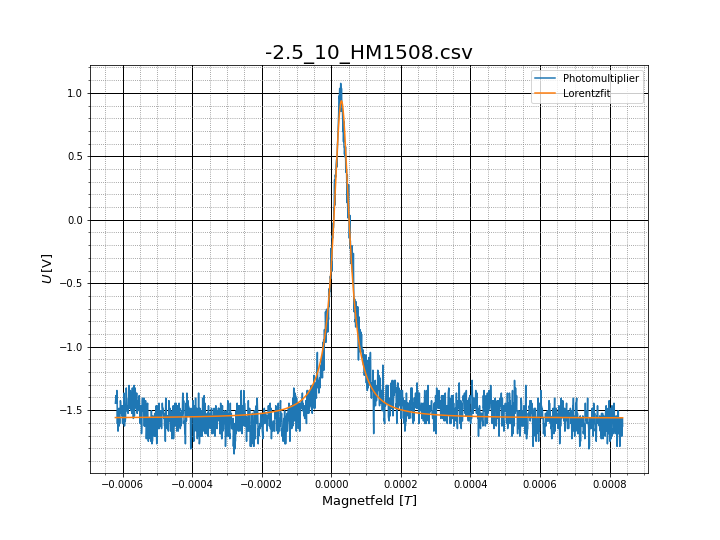 -2.5_10_HM1508.csv
Photomultiplier
Lorentzfit
1.0
0.5
0.0
−0.5
−1.0
−1.5
U [V]
−0.0006 −0.0004 −0.0002 0.0000 0.0002 0.0004 0.0006 0.0008
Magnetfeld [T]